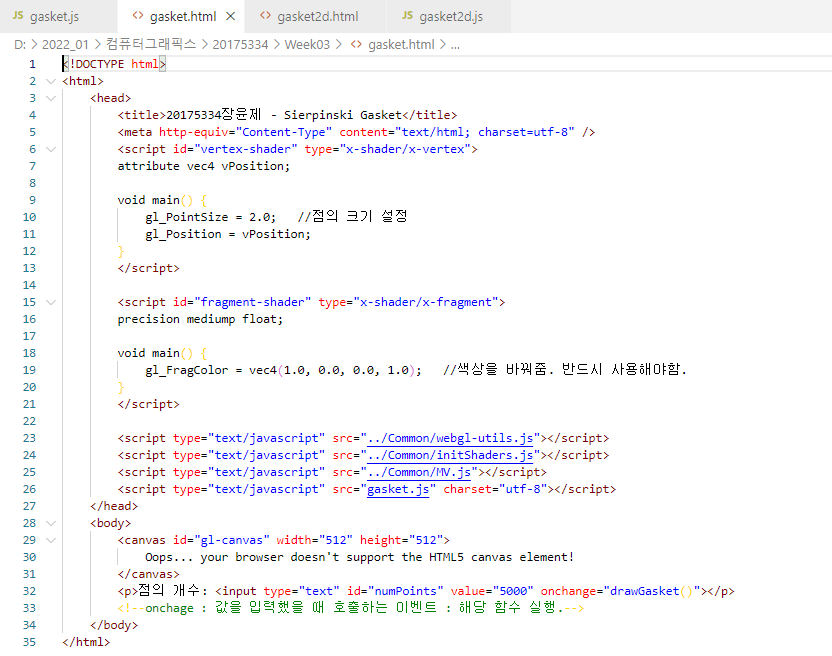 JS gasket.js <> gasket.html × <> gasket2d.html JS gasket2d.js
D: > 2022_01 > 컴퓨터그래픽스 > 20175334 > Week03 > <> gasket.html > ...
1 <!DOCTYPE html>
2 <html>
3 <head>
4 <title>20175334장윤제 - Sierpinski Gasket</title>
5 <meta http-equiv="Content-Type" content="text/html; charset=utf-8" />
6 <script id="vertex-shader" type="x-shader/x-vertex">
7 attribute vec4 vPosition;
8
9 void main() {
10 gl_PointSize = 2.0; //점의 크기 설정
11 gl_Position = vPosition;
12 }
13 </script>
14
15 <script id="fragment-shader" type="x-shader/x-fragment">
16 precision mediump float;
17
18 void main() {
19 gl_FragColor = vec4(1.0, 0.0, 0.0, 1.0); //색상을 바꿔줌. 반드시 사용해야함.
20 }
21 </script>
22
23 <script type="text/javascript" src="../Common/webgl-utils.js"></script>
24 <script type="text/javascript" src="../Common/initShaders.js"></script>
25 <script type="text/javascript" src="../Common/MV.js"></script>
26 <script type="text/javascript" src="gasket.js" charset="utf-8"></script>
27 </head>
28 <body>
29 <canvas id="gl-canvas" width="512" height="512">
30 Oops... your browser doesn't support the HTML5 canvas element!
31 </canvas>
32 <p>점의 개수: <input type="text" id="numPoints" value="5000" onchange="drawGasket()"></p>
33 <!--onchage : 값을 입력했을 때 호출하는 이벤트 : 해당 함수 실행.-->
34 </body>
35 </html>